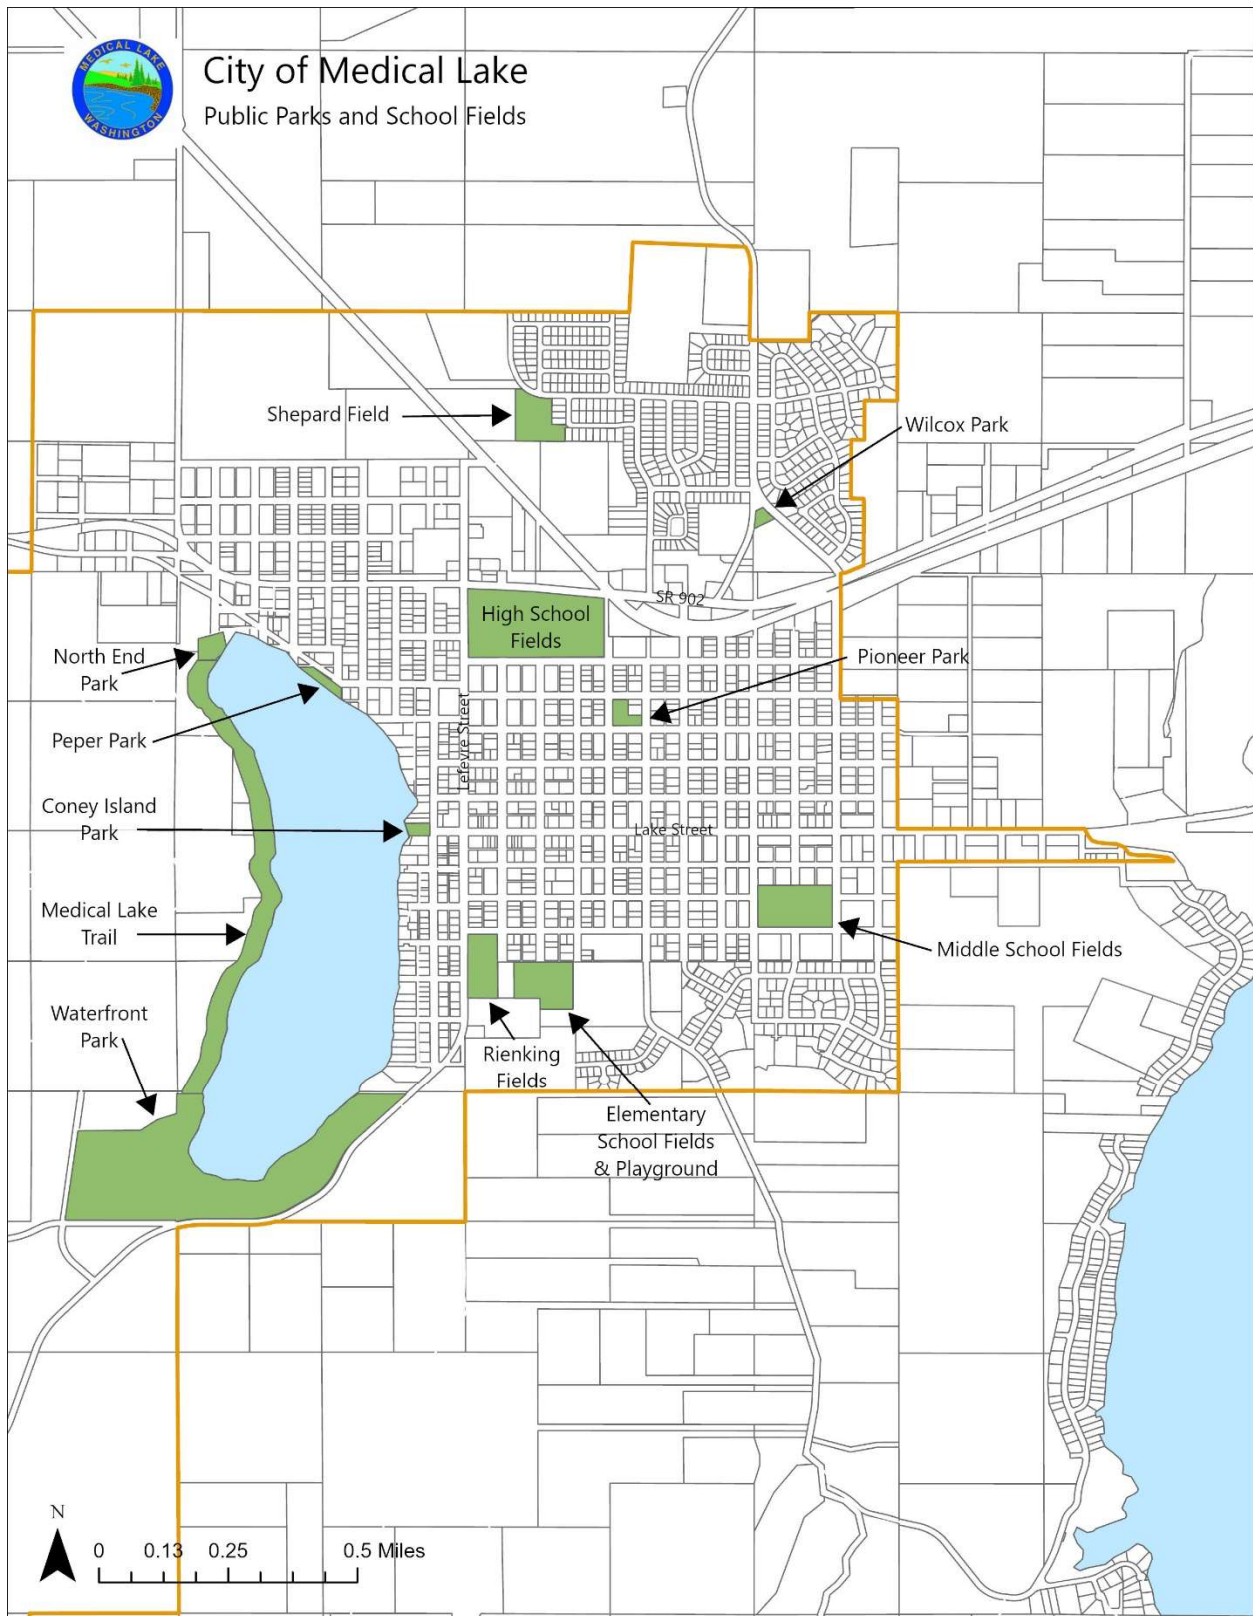 MEDICAL LAKE
WASHINGTON
City of Medical Lake
Public Parks and School Fields
Shepard Field
Wilcox Park
SR 902
High School
Fields
North End
Park
Pioneer Park
Peper Park
Lefevre Street
Coney Island
Park
Lake Street
Medical Lake
Trail
Middle School Fields
Waterfront
Park
Rienking
Fields
Elementary
School Fields
& Playground
N
0 0.13 0.25 0.5 Miles